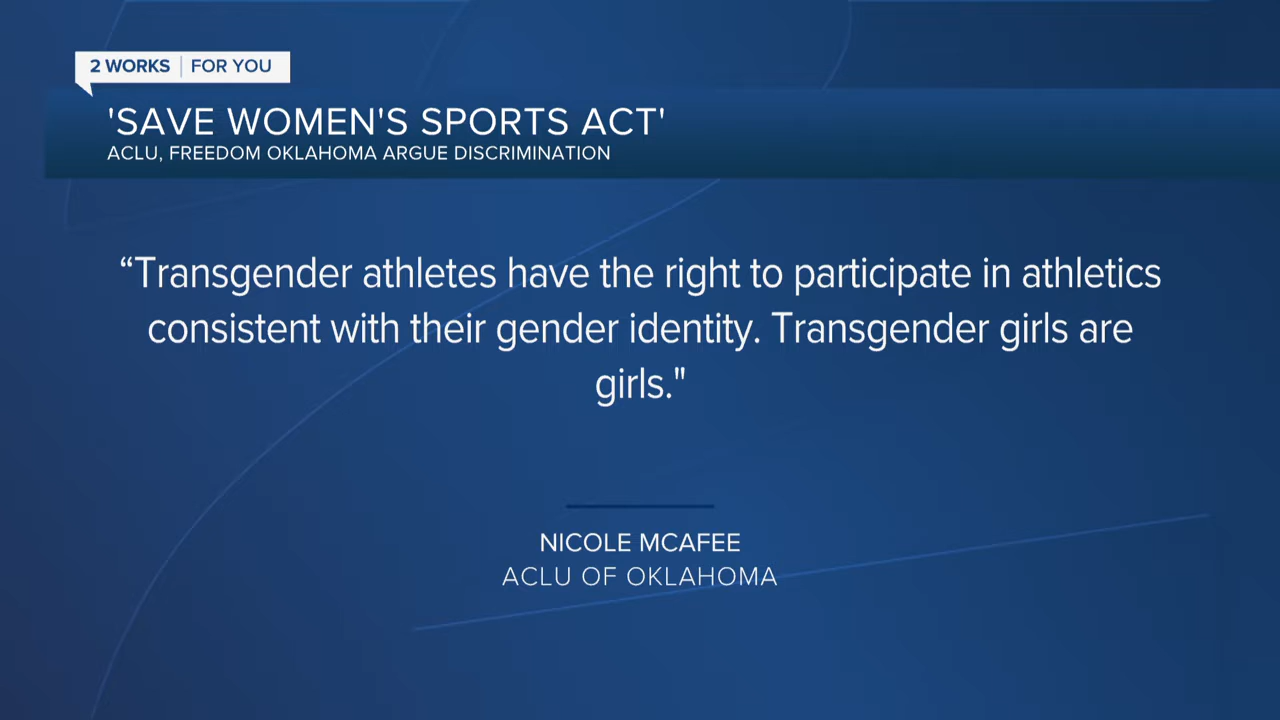 2 WORKS | FOR YOU
'SAVE WOMEN'S SPORTS ACT'
ACLU, FREEDOM OKLAHOMA ARGUE DISCRIMINATION
“Transgender athletes have the right to participate in athletics
consistent with their gender identity. Transgender girls are
girls."
NICOLE MCAFEE
ACLU OF OKLAHOMA